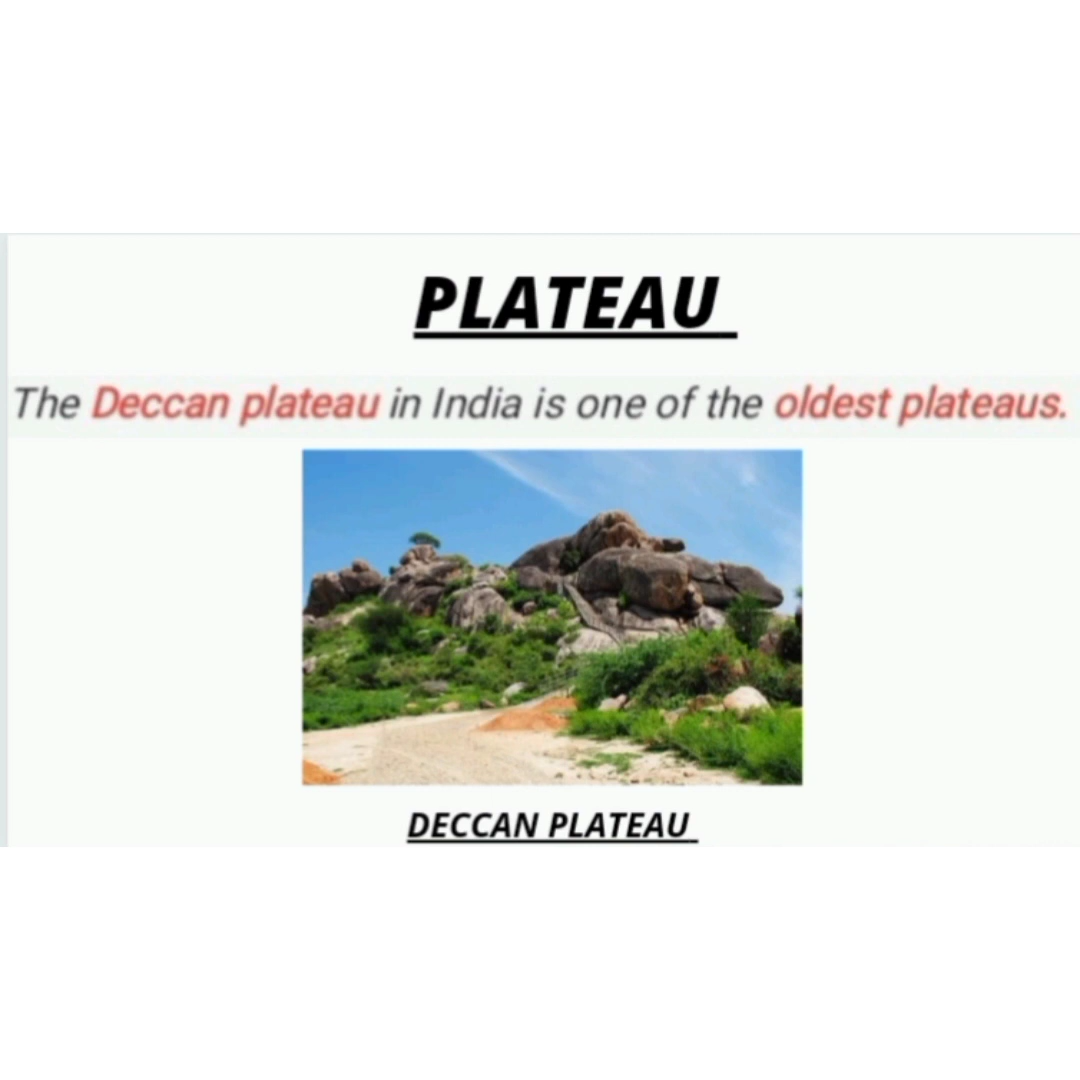 PLATEAU
The Deccan plateau in India is one of the oldest plateaus.
DECCAN PLATEAU